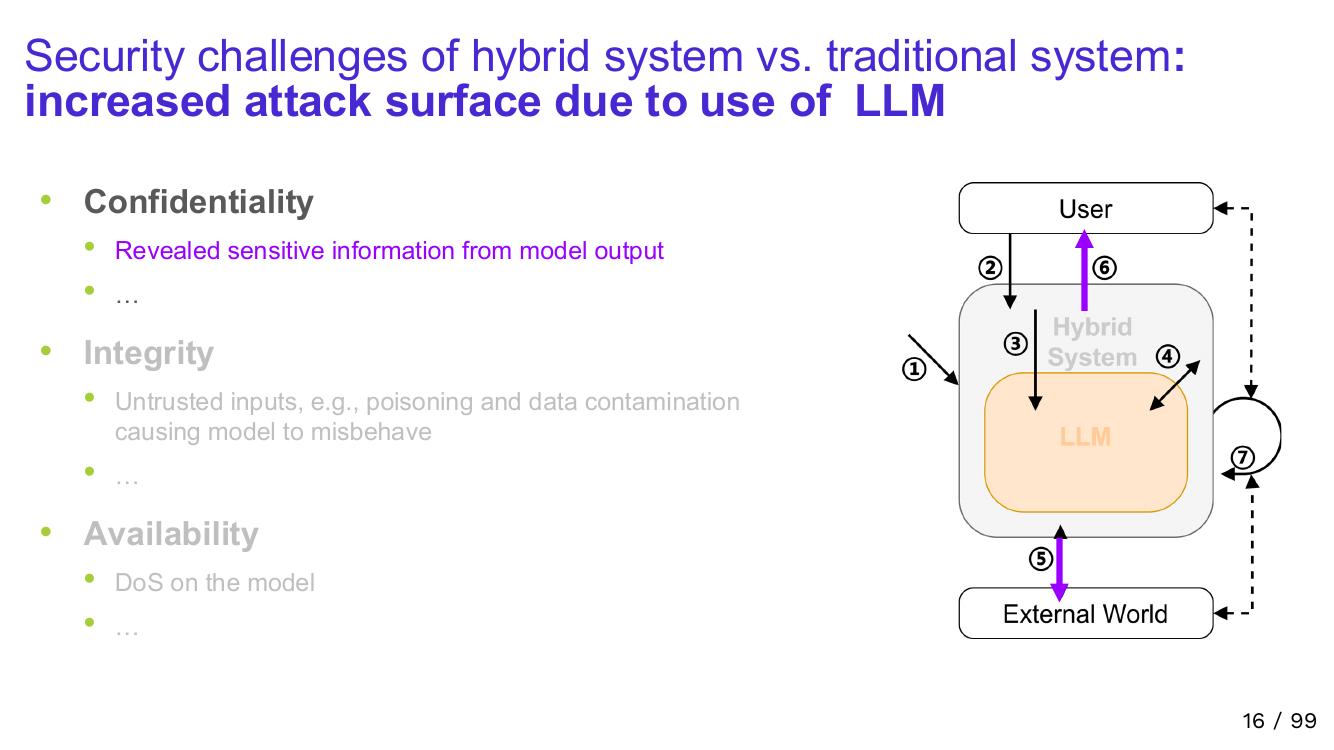 Security challenges of hybrid system vs. traditional system:
increased attack surface due to use of LLM
• Confidentiality
• Revealed sensitive information from model output
• …
• Integrity
• Untrusted inputs, e.g., poisoning and data contamination
causing model to misbehave
• …
• Availability
• DoS on the model
• …
User
②
⑥
Hybrid
System
③
④
①
LLM
⑦
⑤
External World
16 / 99